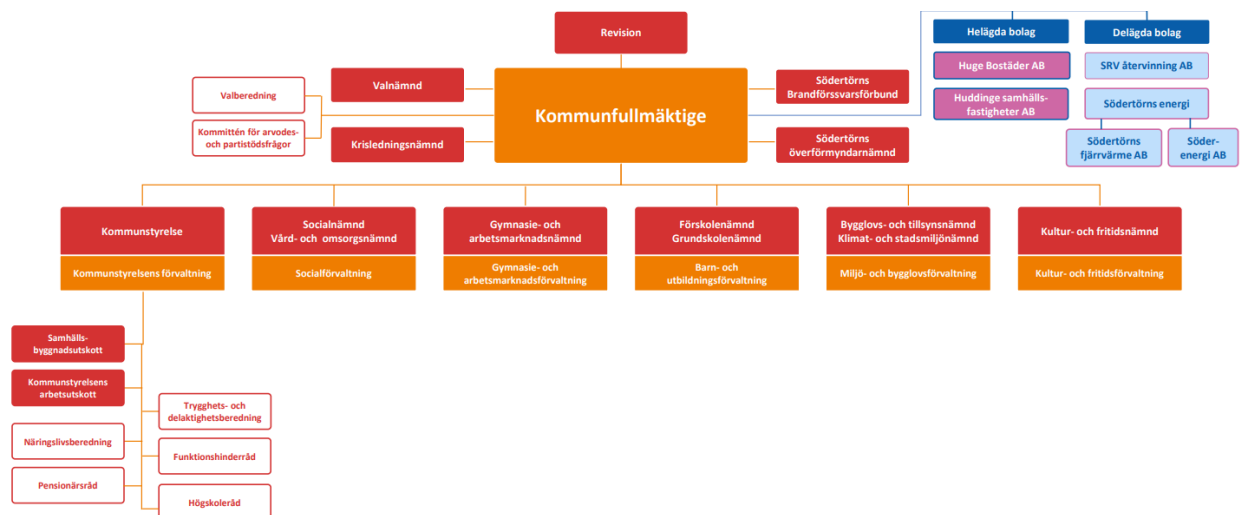 Revision
Helägda bolag
Delägda bolag
Huge Bostäder AB
SRV återvinning AB
Valnämnd
Södertörns
Brandförssvarsförbund
Valberedning
Kommunfullmäktige
Huddinge samhälls-
fastigheter AB
Södertörns energi
Kommittén för arvodes-
och partistödsfrågor
Krisledningsnämnd
Södertörns
överförmyndarnämnd
Södertörns
fjärrvärme AB
Söder-
energi AB
Kommunstyrelse
Socialnämnd
Vård- och omsorgsnämnd
Gymnasie- och
arbetsmarknadsnämnd
Förskolenämnd
Grundskolenämnd
Bygglovs- och tillsynsnämnd
Klimat- och stadsmiljönämnd
Kultur- och fritidsnämnd
Kommunstyrelsens förvaltning
Socialförvaltning
Gymnasie- och
arbetsmarknadsförvaltning
Barn- och
utbildningsförvaltning
Miljö- och bygglovsförvaltning
Kultur- och fritidsförvaltning
Samhälls-
byggnadsutskott
Kommunstyrelsens
arbetsutskott
Trygghets- och
delaktighetsberedning
Näringslivsberedning
Funktionshinderråd
Pensionärsråd
Högskoleråd